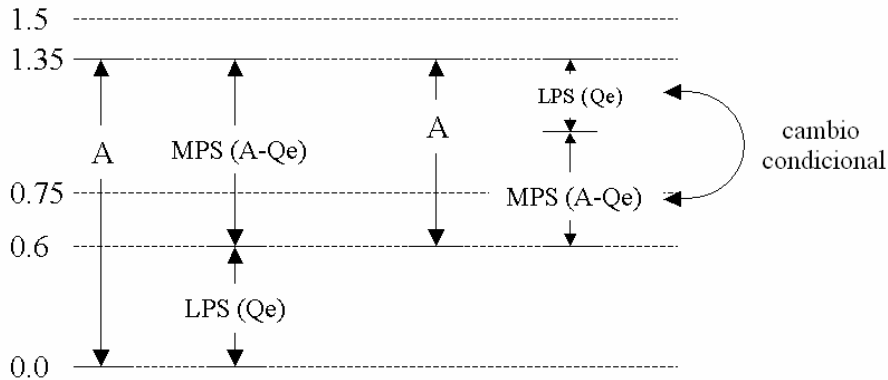 1.5
1.35
LPS (Qe)
A
MPS (A-Qe)
A
cambio
condicional
0.75
MPS (A-Qe)
0.6
LPS (Qe)
0.0